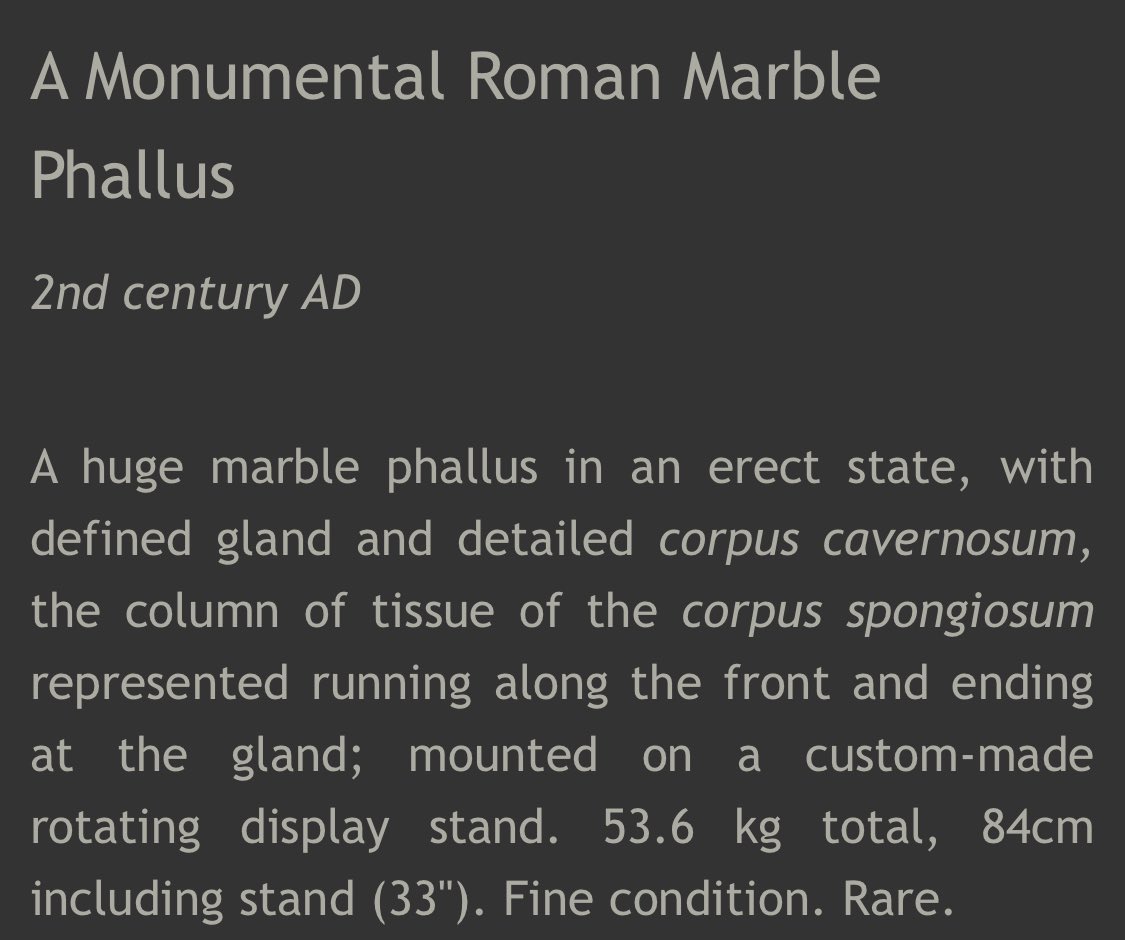 A Monumental Roman Marble
Phallus
2nd century AD
A huge marble phallus in an erect state, with
defined gland and detailed corpus cavernosum,
the column of tissue of the corpus spongiosum
represented running along the front and ending
at the gland; mounted on a custom-made
rotating display stand. 53.6 kg total, 84cm
including stand (33"). Fine condition. Rare.